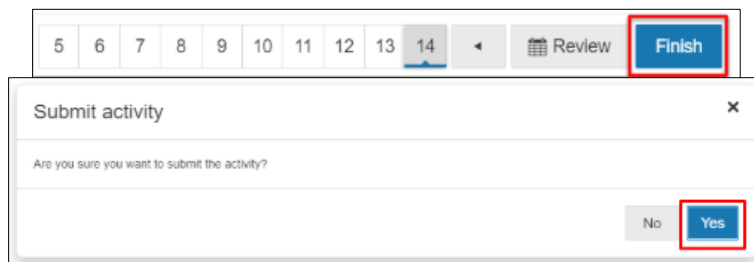 5 6 7 8 9 10 11 12 13 14 Review Finish
Submit activity
Are you sure you want to submit the activity?
No Yes